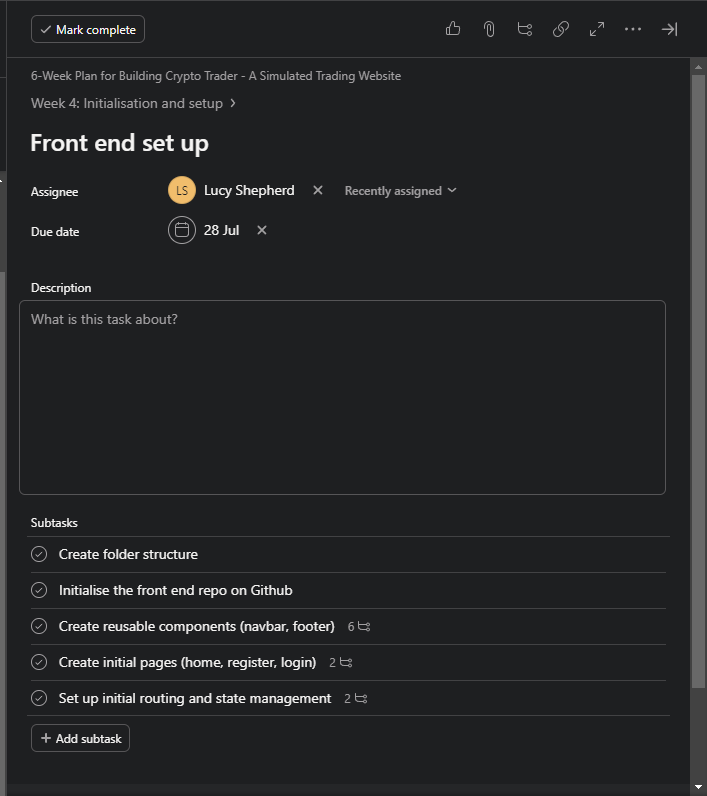 Mark complete
6-Week Plan for Building Crypto Trader - A Simulated Trading Website
Week 4: Initialisation and setup
Front end set up
Assignee LS Lucy Shepherd Recently assigned
Due date 28 Jul
Description
What is this task about?
Subtasks
Create folder structure
Initialise the front end repo on Github
Create reusable components (navbar, footer) 6
Create initial pages (home, register, login) 2
Set up initial routing and state management 2
+ Add subtask